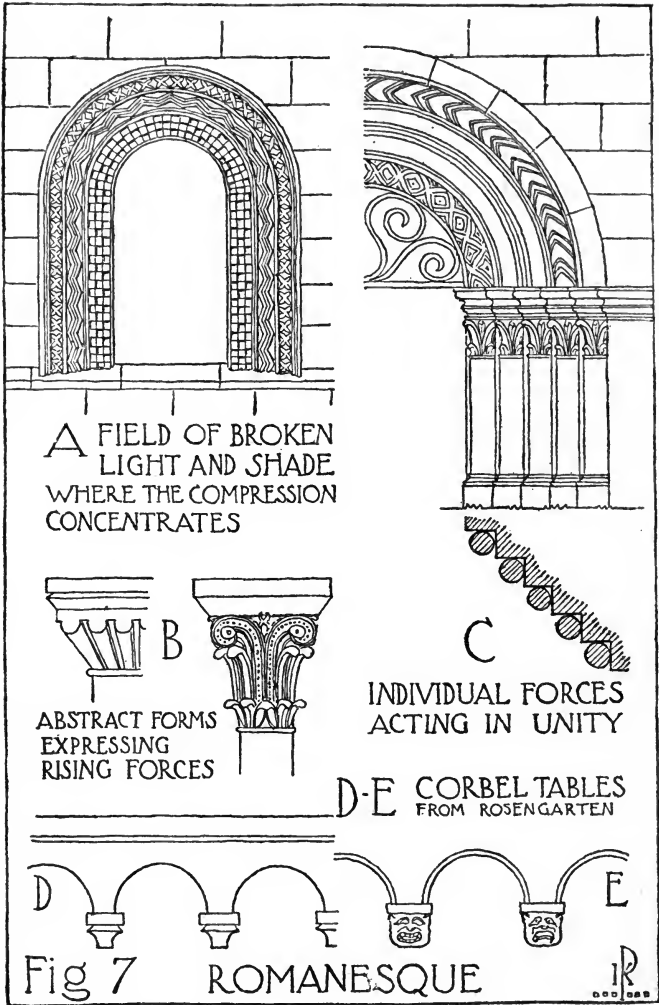 A FIELD OF BROKEN
LIGHT AND SHADE
WHERE THE COMPRESSION
CONCENTRATES
B
ABSTRACT FORMS
EXPRESSING
RISING FORCES
C
INDIVIDUAL FORCES
ACTING IN UNITY
D-E CORBEL TABLES
FROM ROSENGARTEN
D
E
Fig 7 ROMANESQUE